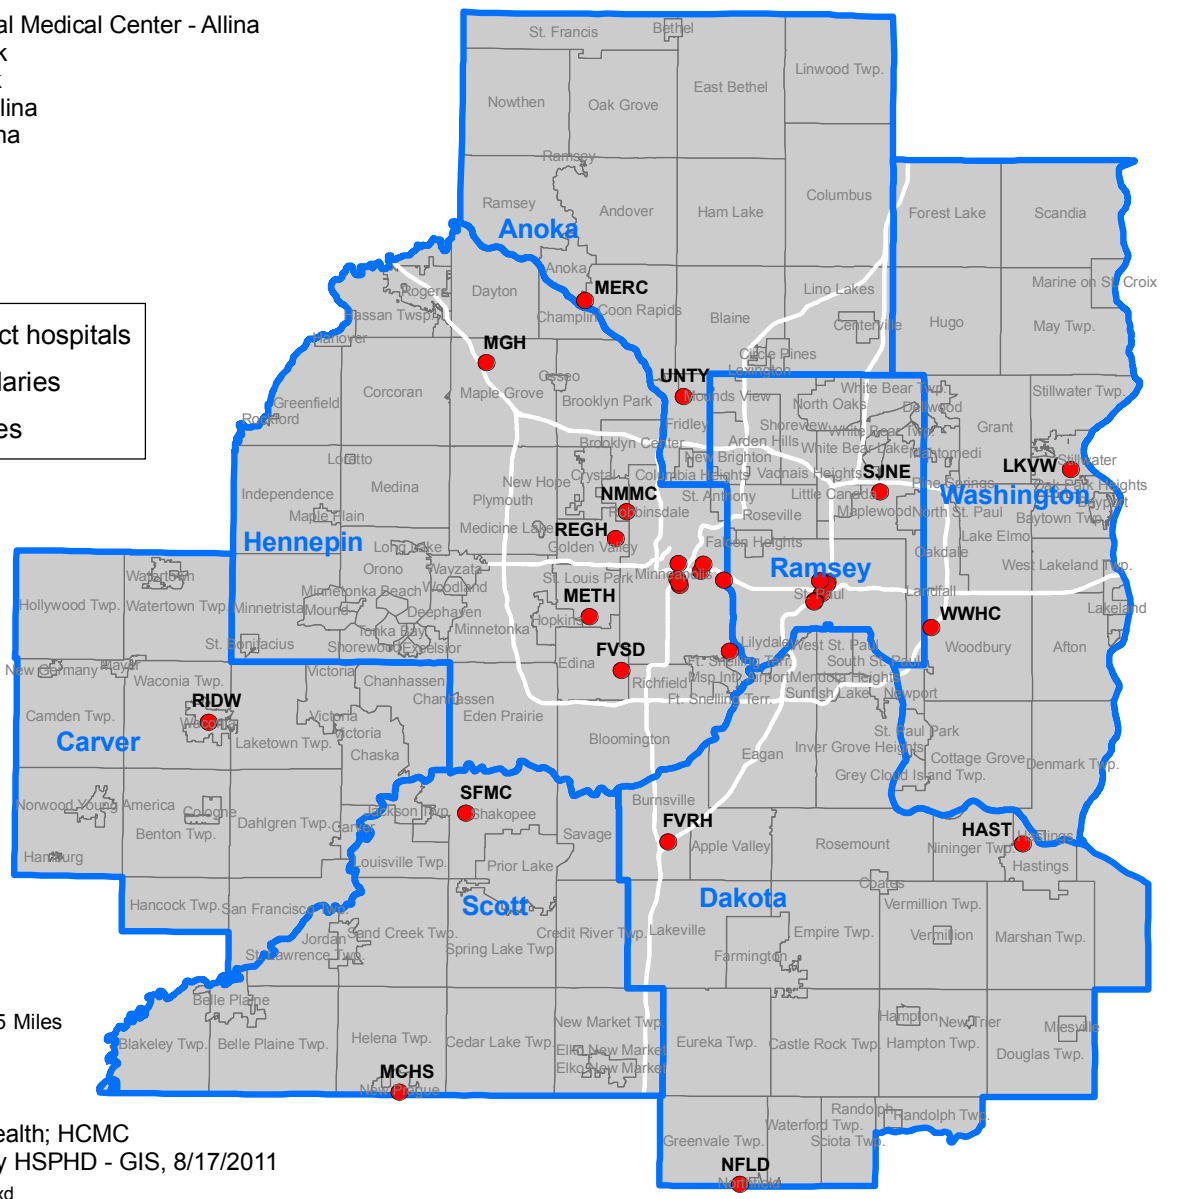 al Medical Center - Allina
k
k
lina
na
ct hospitals
daries
es
5 Miles
ealth; HCMC
y HSPHD - GIS, 8/17/2011
xd
St. Francis
Bethel
Linwood Twp.
East Bethel
Nowthen
Oak Grove
Ramsey
Columbus
Ramsey
Andover
Ham Lake
Forest Lake
Scandia
Anoka
Anoka
MERC
Rogers
Dayton
Lino Lakes
Marine on St. Croix
Hassan Twsp.
Champlin
Coon Rapids
Blaine
Centerville
Hugo
May Twp.
Hanover
MGH
Circle Pines
Lexington
Osseo
UNTY
Corcoran
Maple Grove
Brooklyn Park
Mounds View
White Bear Twp.
Stillwater Twp.
Greenfield
North Oaks
Dellwood
Rockford
Fridley
Shoreview
White Bear Twp.
Grant
Brooklyn Center
Arden Hills
White Bear Lake
Mahtomedi
Loretto
New Brighton
Stillwater
LKVW
Crystal
Columbia Heights
Vadnais Heights
SJNE
New Hope
Pine Springs
Oak Park Heights
Medina
Independence
Plymouth
NMMC
St. Anthony
Little Canada
Washington
Bayport
Maple Plain
Robbinsdale
Roseville
Maplewood
North St. Paul
Baytown Twp.
Medicine Lake
REGH
Lake Elmo
Hennepin
Long Lake
Golden Valley
Falcon Heights
Oakdale
West Lakeland Twp.
Orono
Wayzata
St. Louis Park
Minneapolis
Ramsey
Watertown
Minnetonka Beach
Woodland
St. Paul
Landfall
Hollywood Twp.
Watertown Twp.
Minnetrista
Mound
Deephaven
METH
Hopkins
WWHC
Lakeland
Tonka Bay
Minnetonka
St. Bonifacius
Shorewood
Excelsior
FVSD
Lilydale
West St. Paul
Woodbury
Afton
New Germany
Mayer
Victoria
Edina
Ft. Snelling Terr.
South St. Paul
Waconia Twp.
Chanhassen
Richfield
Msp Intl. Airport
Mendota Heights
RIDW
Chanhassen
Ft. Snelling Terr.
Sunfish Lake
Newport
Camden Twp.
Waconia
Victoria
Eden Prairie
Victoria
St. Paul Park
Carver
Laketown Twp.
Bloomington
Inver Grove Heights
Chaska
Eagan
Cottage Grove
Denmark Twp.
Grey Cloud Island Twp.
SFMC
Norwood Young America
Cologne
Jackson Twp.
Shakopee
Burnsville
FVRH
Dahlgren Twp.
Carver
HAST
Hastings
Benton Twp.
Savage
Apple Valley
Rosemount
Nininger Twp.
Hamburg
Louisville Twp.
Prior Lake
Hastings
Coates
Hancock Twp.
San Francisco Twp.
Scott
Dakota
Vermillion Twp.
Jordan
Sand Creek Twp.
Credit River Twp.
Lakeville
Empire Twp.
Vermillion
Marshan Twp.
St. Lawrence Twp.
Spring Lake Twp.
Farmington
Belle Plaine
Hampton
New Trier
Miesville
New Market Twp.
Blakeley Twp.
Belle Plaine Twp.
Helena Twp.
Cedar Lake Twp.
Elko New Market
Eureka Twp.
Castle Rock Twp.
Hampton Twp.
Douglas Twp.
Elko New Market
MCHS
New Prague
Randolph
Randolph Twp.
Waterford Twp.
Greenvale Twp.
Sciota Twp.
NFLD
Northfield